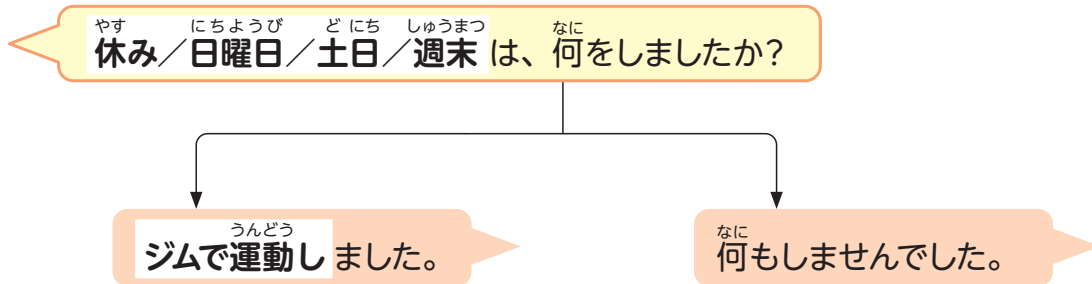 やす にちようび どにち しゅうまつ なに
休み／日曜日／土日／週末 は、何をしましたか？
うんどう
ジムで運動し ました。
なに
何もしませんでした。